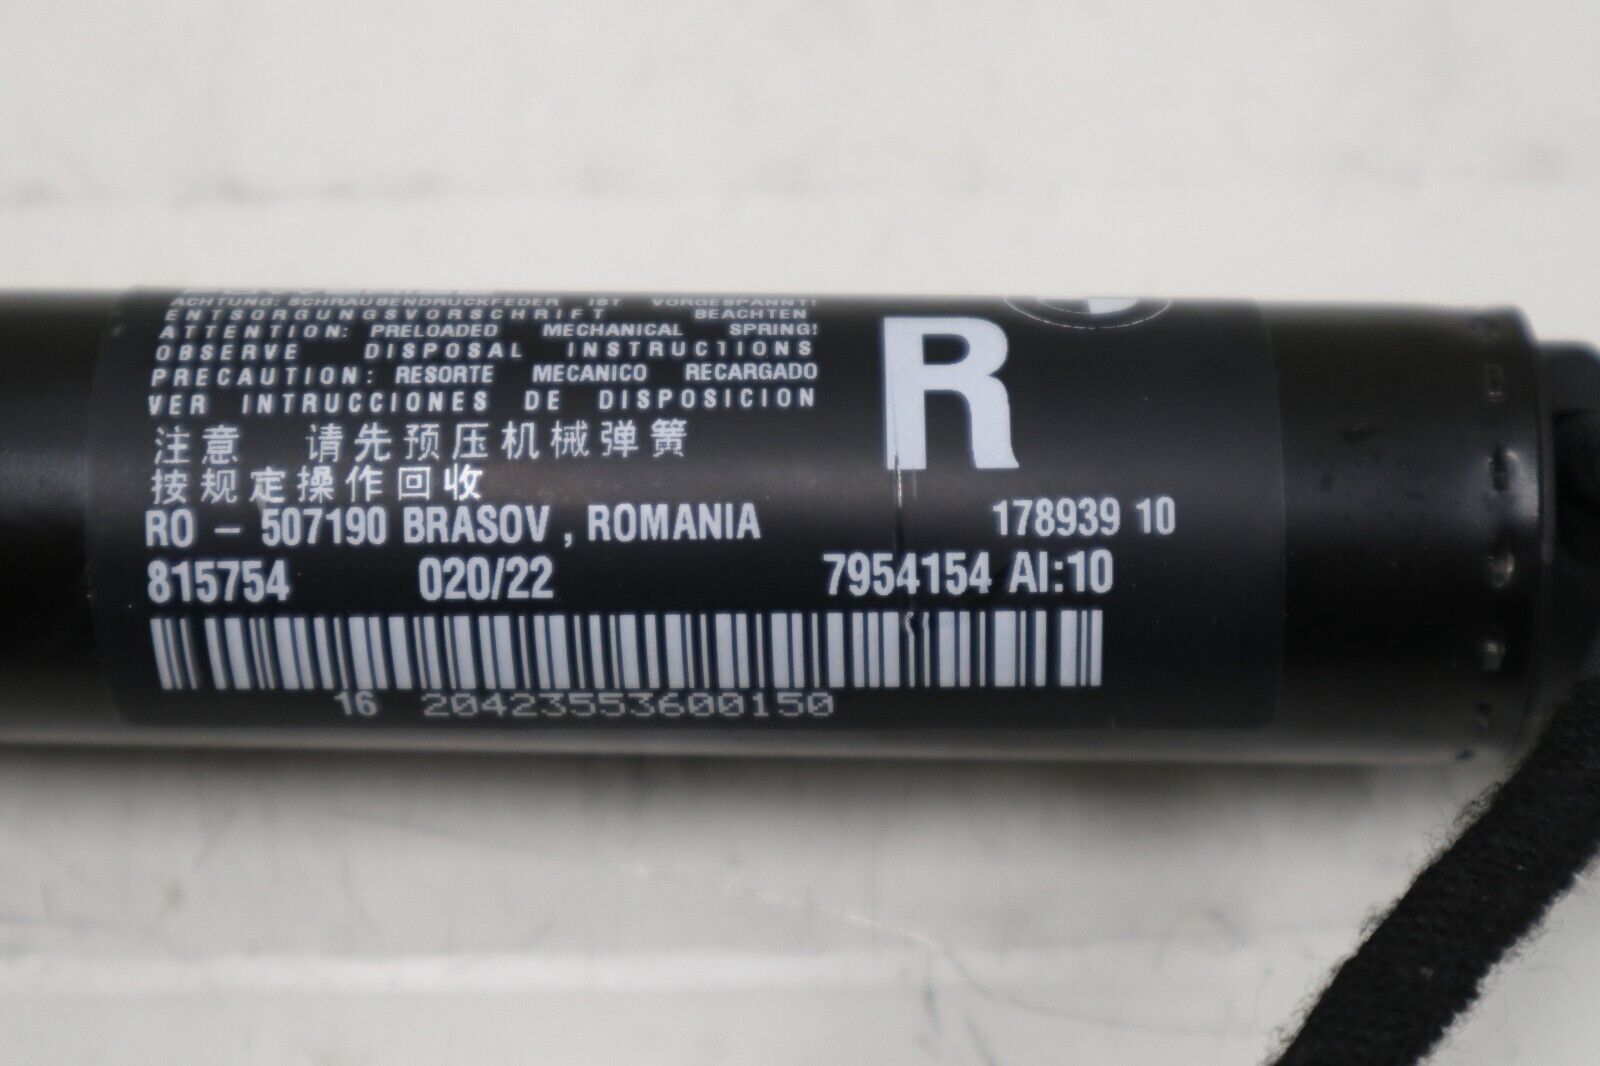 ACHTUNG: SCHRAUBENDRUCKFEDER IST VORGESPANNT!
ENTSORGUNGSVORSCHRIFT BEACHTEN
ATTENTION: PRELOADED MECHANICAL SPRING!
OBSERVE DISPOSAL INSTRUCTIONS
PRECAUTION: RESORTE MECANICO RECARGADO
VER INTRUCCIONES DE DISPOSICION
注意 请先预压机械弹簧
按规定操作回收
R
RO - 507190 BRASOV , ROMANIA 178939 10
815754 020/22 7954154 AI:10
16 20423553600150